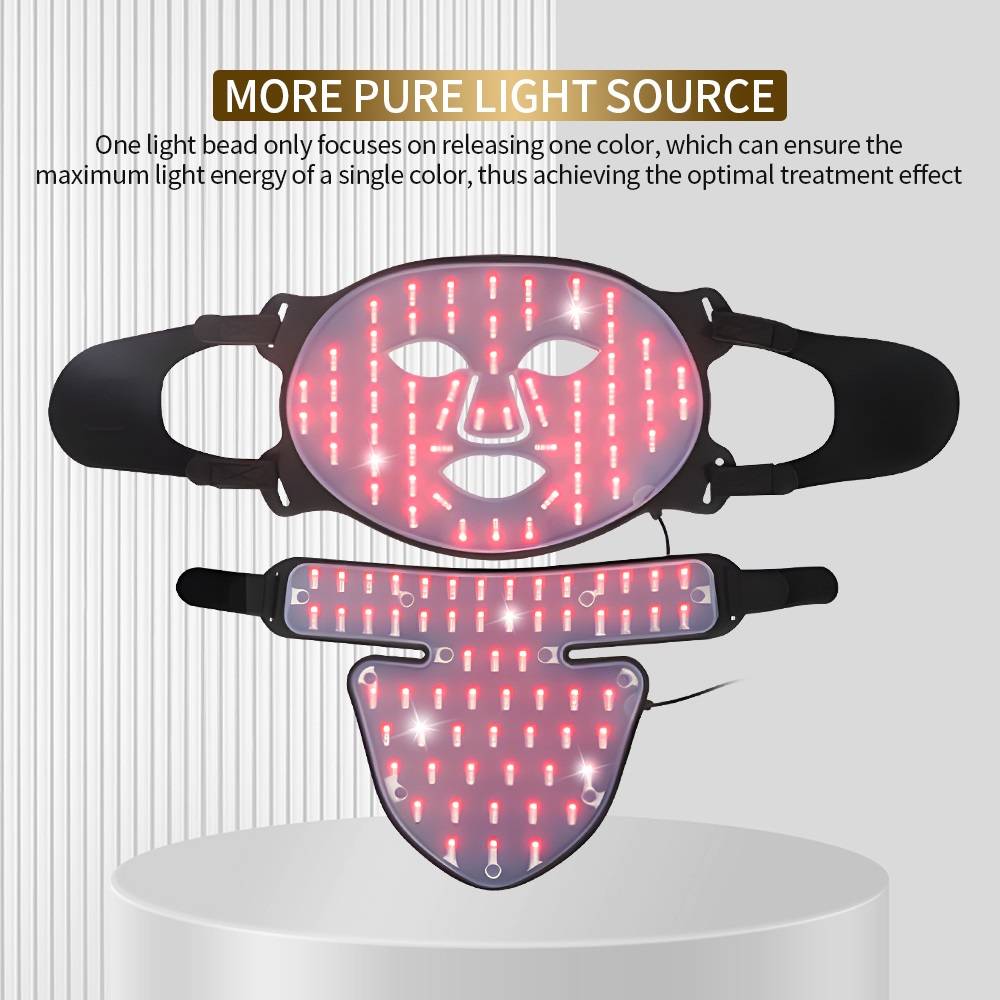 MORE PURE LIGHT SOURCE
One light bead only focuses on releasing one color, which can ensure the
maximum light energy of a single color, thus achieving the optimal treatment effect